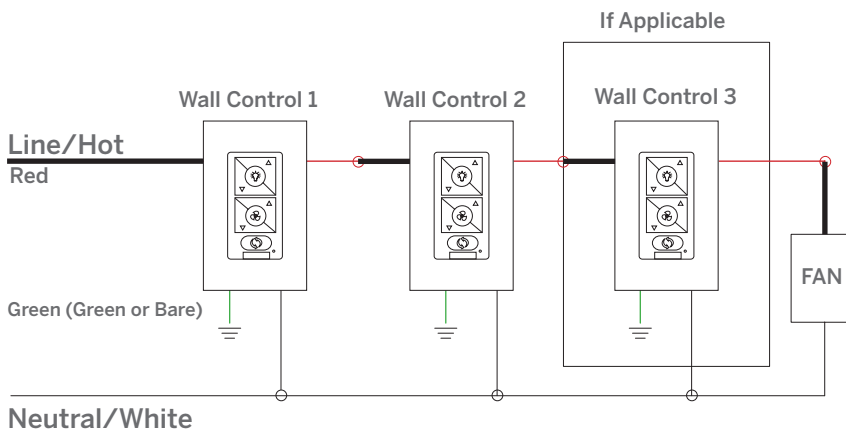 If Applicable
Wall Control 1
Wall Control 2
Wall Control 3
Line/Hot
Red
FAN
Green (Green or Bare)
Neutral/White